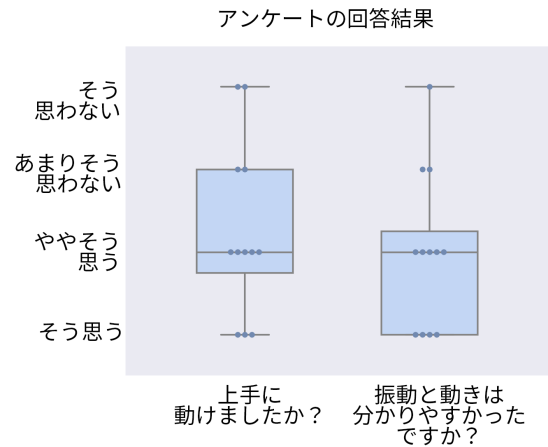 アンケートの回答結果
そう
思わない
あまりそう
思わない
ややそう
思う
そう思う
上手に
動けましたか？
振動と動きは
分かりやすかった
ですか？